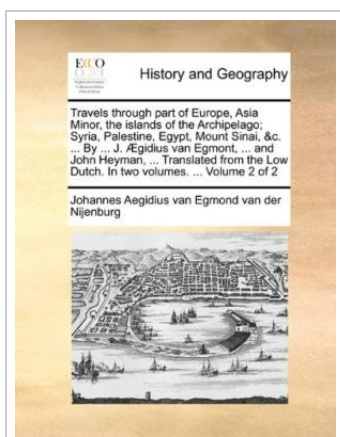 ECCO
History and Geography
Travels through part of Europe, Asia
Minor, the islands of the Archipelago;
Syria, Palestine, Egypt, Mount Sinai, &c.
... By ... J. Ægidius van Egmont, ... and
John Heyman, ... Translated from the Low
Dutch. In two volumes. ... Volume 2 of 2
Johannes Aegidius van Egmond van der
Nijenburg